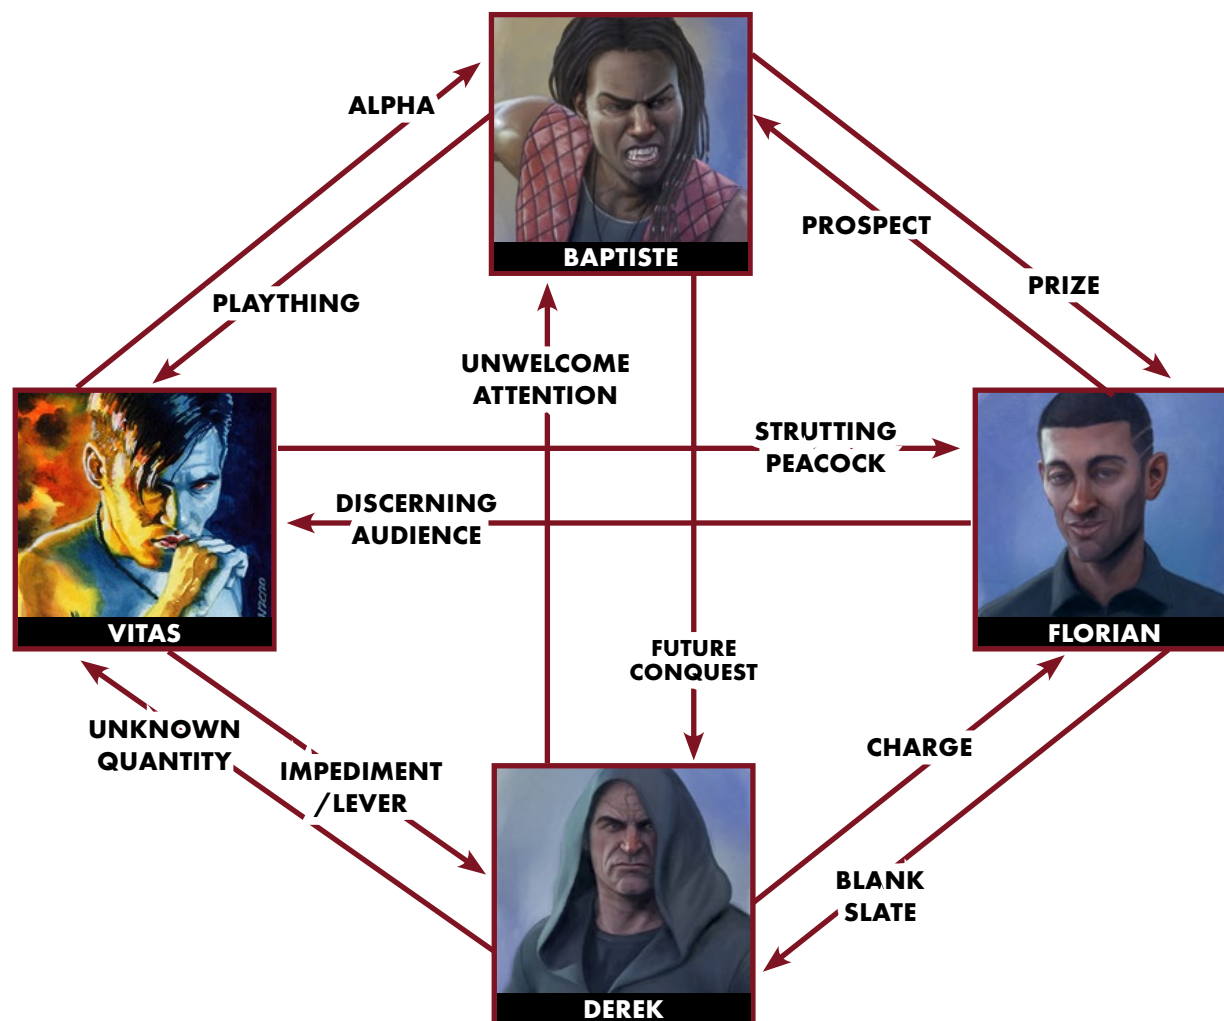 ALPHA
BAPTISTE
PROSPECT
PRIZE
PLAYTHING
UNWELCOME
ATTENTION
STRUTTING
PEACOCK
DISCERNING
AUDIENCE
VITAS
FLORIAN
FUTURE
CONQUEST
UNKNOWN
QUANTITY
IMPEDIMENT
/LEVER
CHARGE
BLANK
SLATE
DEREK